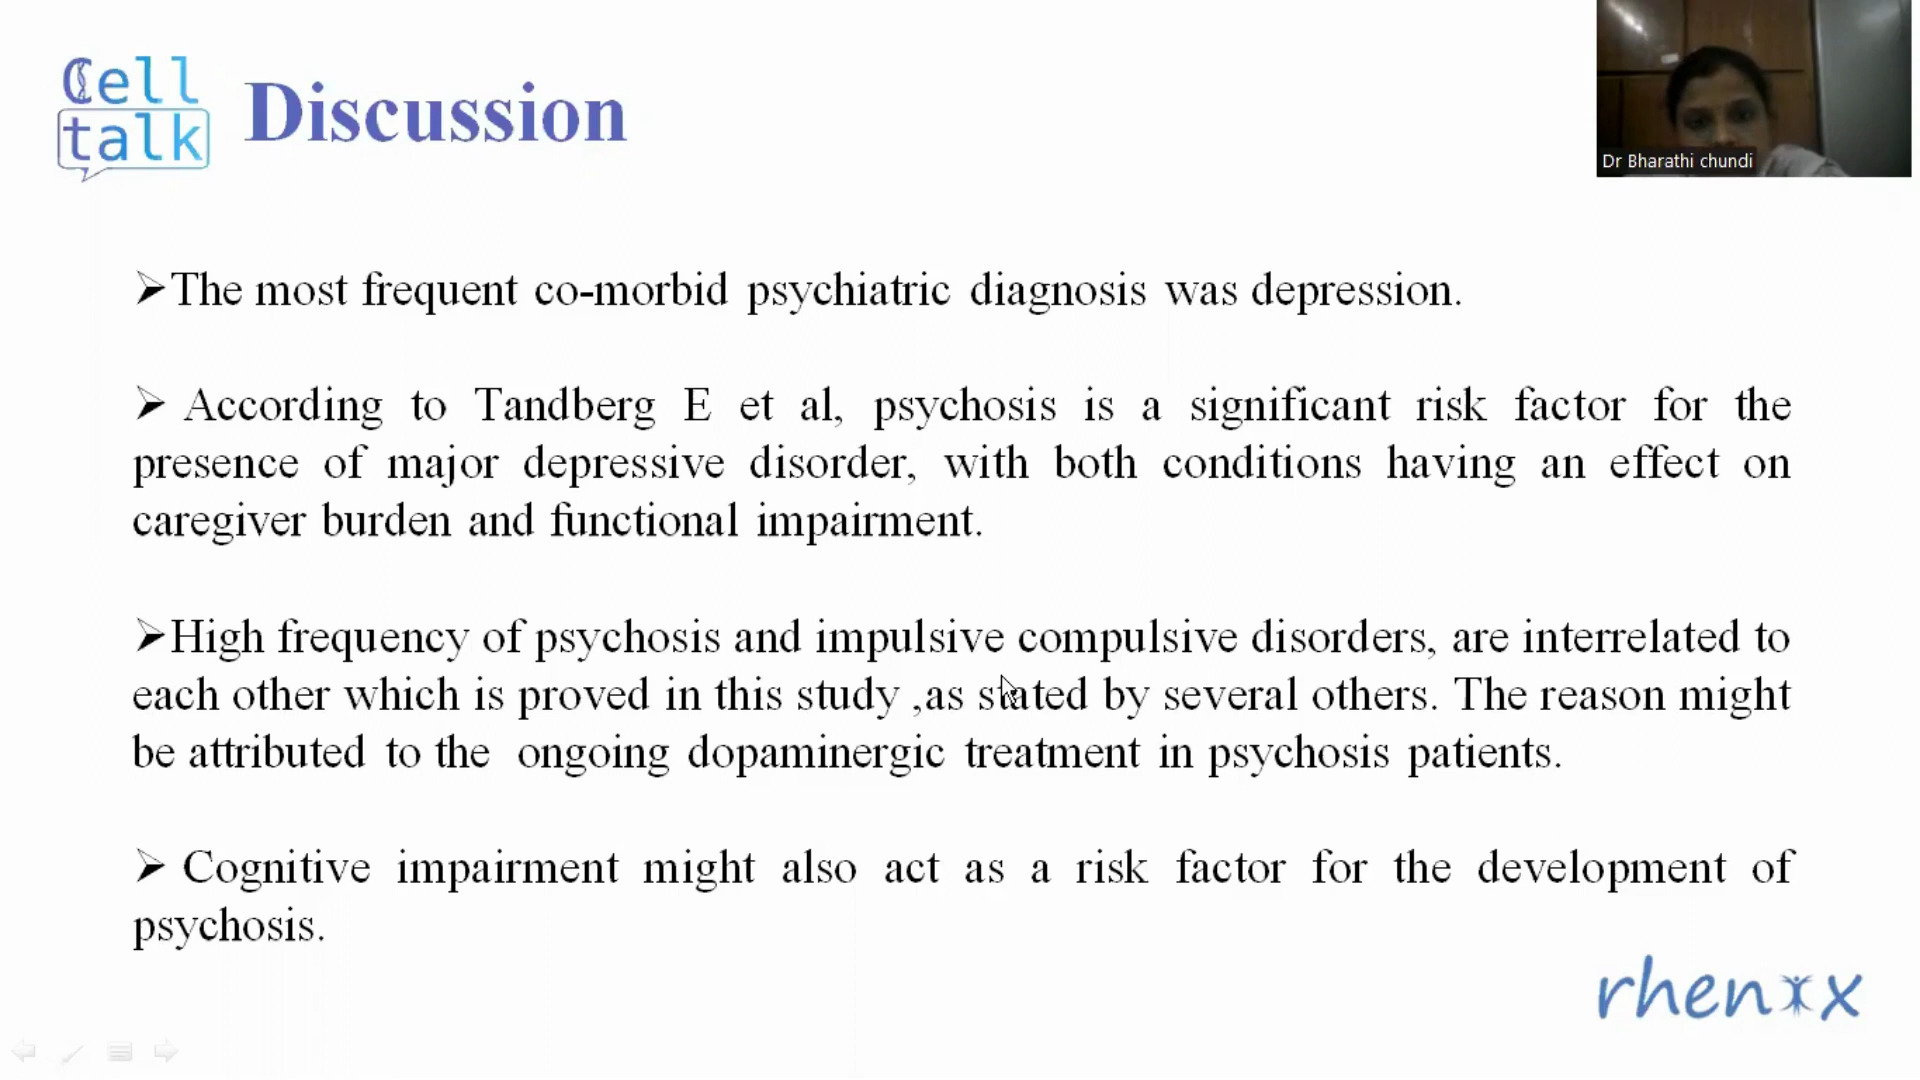 Cell
talk
Discussion
Dr Bharathi chundi
➢The most frequent co-morbid psychiatric diagnosis was depression.
➢ According to Tandberg E et al, psychosis is a significant risk factor for the
presence of major depressive disorder, with both conditions having an effect on
caregiver burden and functional impairment.
➢High frequency of psychosis and impulsive compulsive disorders, are interrelated to
each other which is proved in this study ,as stated by several others. The reason might
be attributed to the ongoing dopaminergic treatment in psychosis patients.
➢ Cognitive impairment might also act as a risk factor for the development of
psychosis.
rhenix